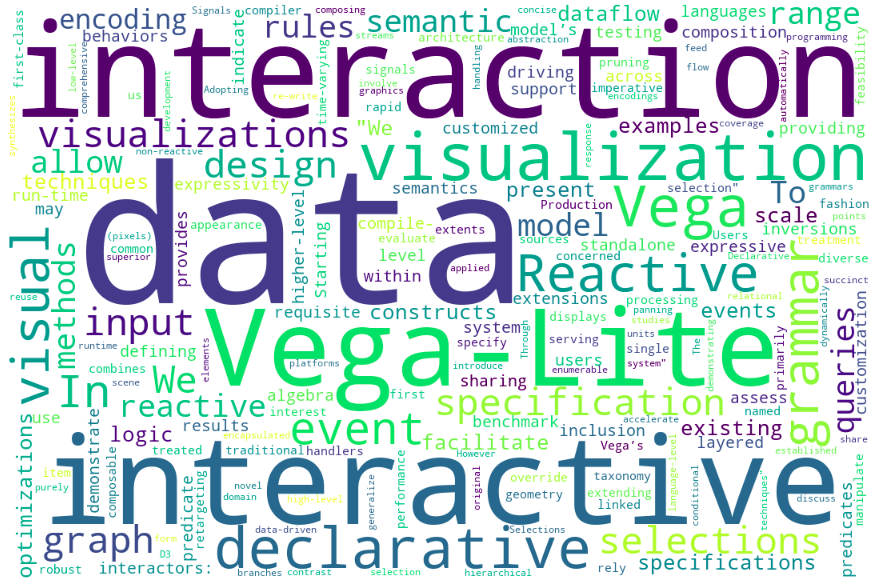 first-class
encoding
behaviors
Signals
compiler
rules
composing
indicate
semantic
model's
architecture
concise
dataflow
testing
languages
composition
programming
range
interaction
low-level
comprehensive
Adopting
us
development
re-write
streams
abstraction
time-varying
signals
involve
graphics
rapid
handling
driving
support
pruning
across
imperative
encodings
feed
flow
automatically
feasibility
synthesizes
visualizations
"We
customized
response
examples
coverage
providing
allow
non-reactive
design
visualization
techniques
expressivity
run-time
may
appearance
semantics
present
Production
selection"
To
grammars
fashion
points
data
Vega
model
scale
inversions
treatment
(pixels)
common
superior
provides
higher-level
Starting
compile-
evaluate
level
within
extents
applied
sources
concerned
standalone
Users
expressive
Declarative
diverse
succinct
visual
methods
reuse
Reactive
input
requisite
constructs
extensions
events
processing
panning
relational
grammar
dynamically
queries
customization
runtime
scene
defining
combines
elements
system
specify
displays
serving
users
Through
units
studies
single
system"
The
demonstrating
primarily
Vega-Lite
platforms
introduce
enumerable
sharing
In
We
algebra
first
interest
specification
assess
named
use
reactive
event
benchmark
inclusion
accelerate
existing
share
established
optimizations
demonstrate
composable
logic
results
encapsulated
treated
traditional
handlers
facilitate
However
Vega's
language-level
layered
interactive
item
purely
predicate
retargeting
novel
domain
high-level
generalize
performance
original
override
geometry
extending
taxonomy
linked
conditional
techniques"
discuss
predicates
manipulate
graph
form
D3
data-driven
declarative
Selections
selections
robust
interactors:
branches
contrast
selection
hierarchical
rely
specifications